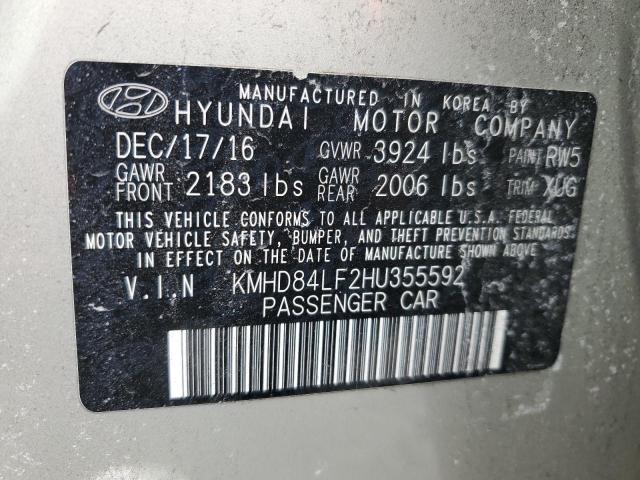 MANUFACTURED IN KOREA BY
HYUNDAI MOTOR COMPANY
DEC/17/16 GVWR 3924 lbs PAINT RW5
GAWR FRONT 2183 lbs GAWR REAR 2006 lbs TRIM XUG
THIS VEHICLE CONFORMS TO ALL APPLICABLE U.S.A. FEDERAL
MOTOR VEHICLE SAFETY, BUMPER, AND THEFT PREVENTION STANDARDS
IN EFFECT ON THE DATE OF MANUFACTURE SHOWN ABOVE.
V.I.N KMHD84LF2HU355592
PASSENGER CAR